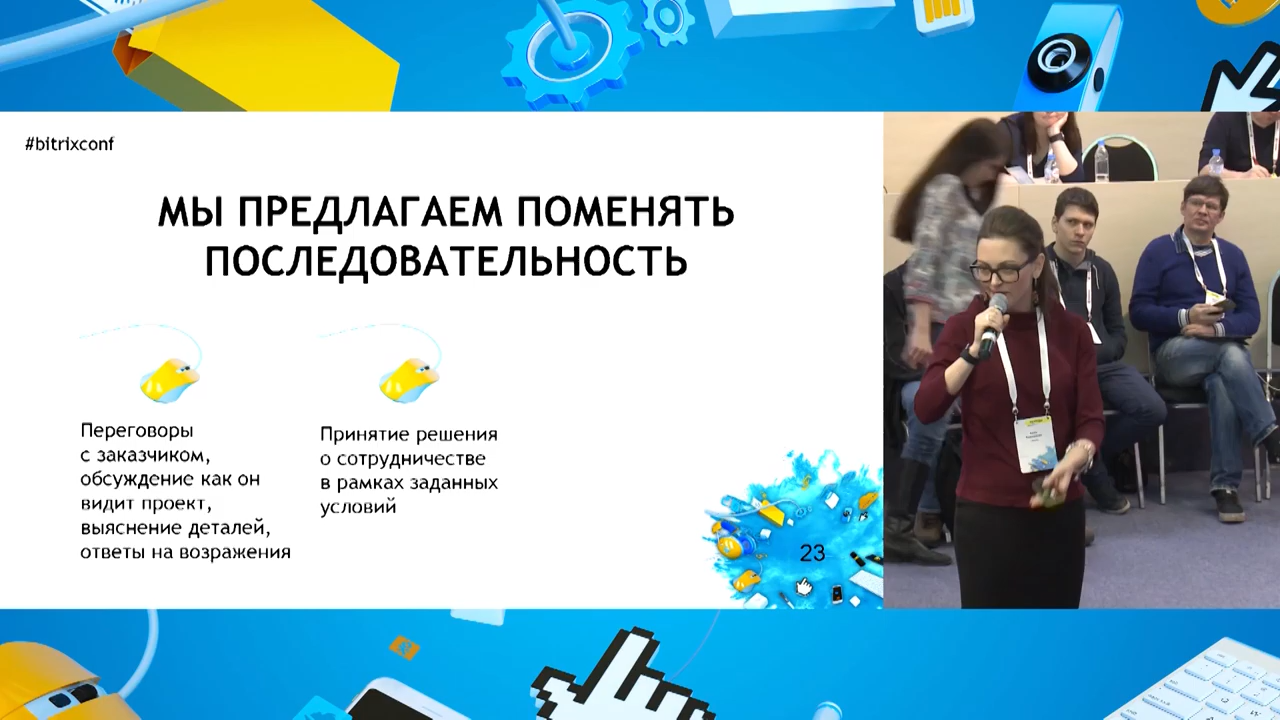 #bitrixconf
МЫ ПРЕДЛАГАЕМ ПОМЕНЯТЬ
ПОСЛЕДОВАТЕЛЬНОСТЬ
Переговоры
с заказчиком,
обсуждение как он
видит проект,
выяснение деталей,
ответы на возражения
Принятие решения
о сотрудничестве
в рамках заданных
условий
23